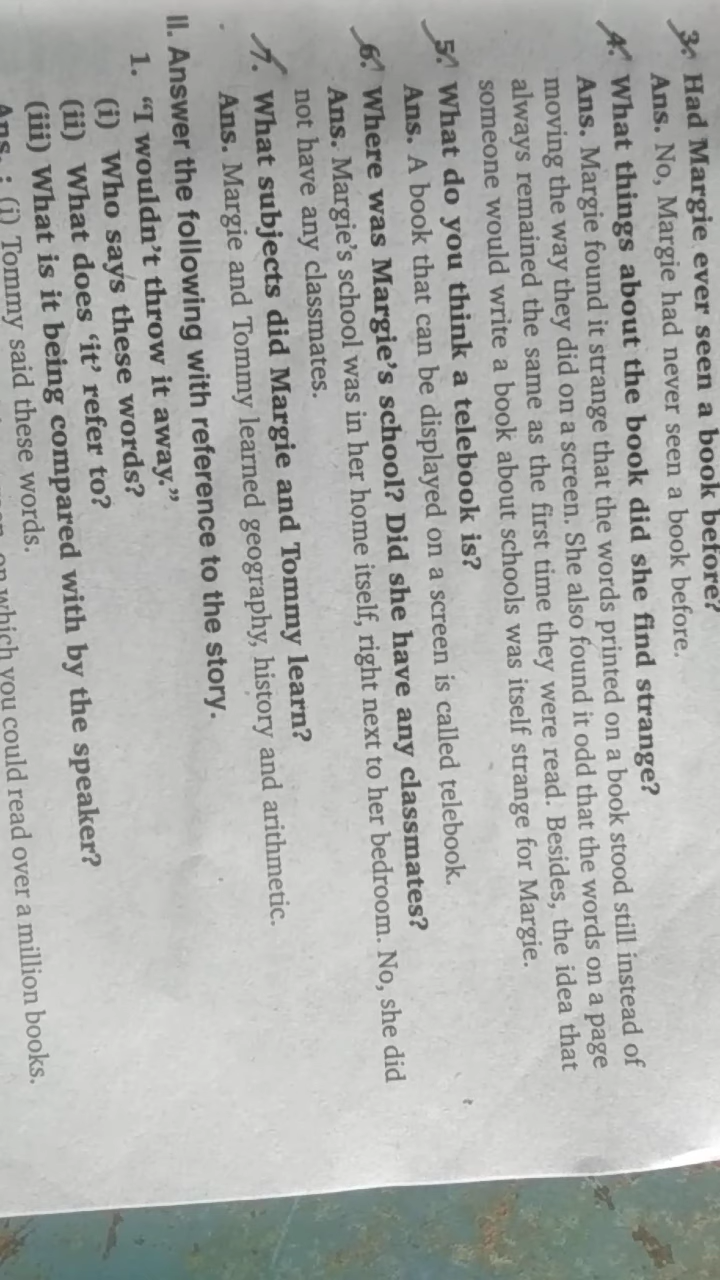 3. Had Margie ever seen a book before?
Ans. No, Margie had never seen a book before.
4. What things about the book did she find strange?
Ans. Margie found it strange that the words printed on a book stood still instead of
moving the way they did on a screen. She also found it odd that the words on a page
always remained the same as the first time they were read. Besides, the idea that
someone would write a book about schools was itself strange for Margie.
5. What do you think a telebook is?
Ans. A book that can be displayed on a screen is called telebook.
6. Where was Margie's school? Did she have any classmates?
Ans. Margie's school was in her home itself, right next to her bedroom. No, she did
not have any classmates.
7. What subjects did Margie and Tommy learn?
Ans. Margie and Tommy learned geography, history and arithmetic.
II. Answer the following with reference to the story.
1. “I wouldn't throw it away.”
(i) Who says these words?
(ii) What does ‘it’ refer to?
(iii) What is it being compared with by the speaker?
Ans. : (i) Tommy said these words.
on which you could read over a million books.